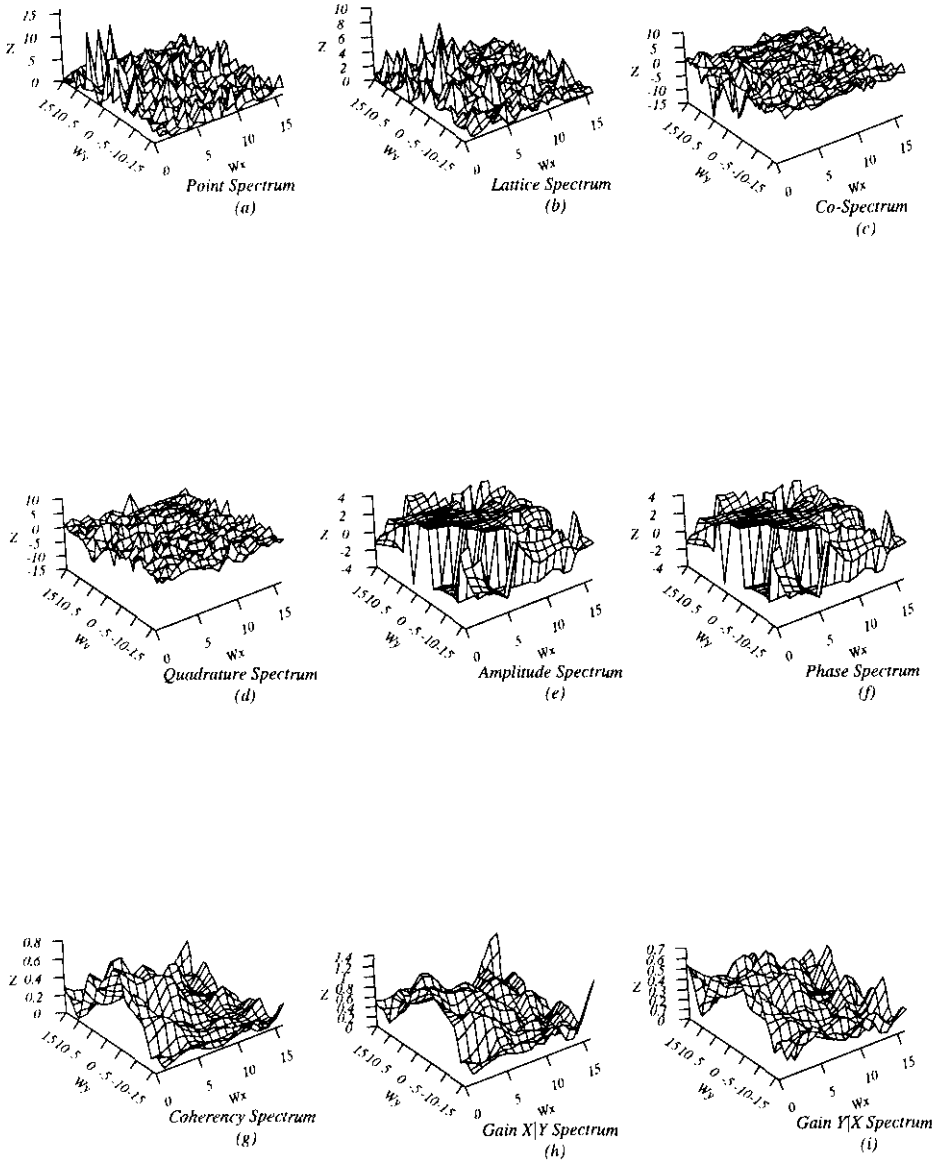 15
10
5
0
Z
15 10 5 0 -5 -10 -15
Wy
0 5 10 15
Wx
Point Spectrum
(a)
10
8
6
4
2
0
Z
15 10 5 0 -5 -10 -15
Wy
0 5 10 15
Wx
Lattice Spectrum
(b)
10
5
0
-5
-10
-15
Z
15 10 5 0 -5 -10 -15
Wy
0 5 10 15
Wx
Co-Spectrum
(c)
10
5
0
-5
-10
-15
Z
15 10 5 0 -5 -10 -15
Wy
0 5 10 15
Wx
Quadrature Spectrum
(d)
4
2
0
-2
-4
Z
15 10 5 0 -5 -10 -15
Wy
0 5 10 15
Wx
Amplitude Spectrum
(e)
4
2
0
-2
-4
Z
15 10 5 0 -5 -10 -15
Wy
0 5 10 15
Wx
Phase Spectrum
(f)
0.8
0.6
0.4
0.2
0
Z
15 10 5 0 -5 -10 -15
Wy
0 5 10 15
Wx
Coherency Spectrum
(g)
1.4
1.2
0.8
0.6
0.4
0.2
0
Z
15 10 5 0 -5 -10 -15
Wy
0 5 10 15
Wx
Gain X|Y Spectrum
(h)
0.7
0.6
0.5
0.4
0.3
0.2
0.1
0
Z
15 10 5 0 -5 -10 -15
Wy
0 5 10 15
Wx
Gain Y|X Spectrum
(i)